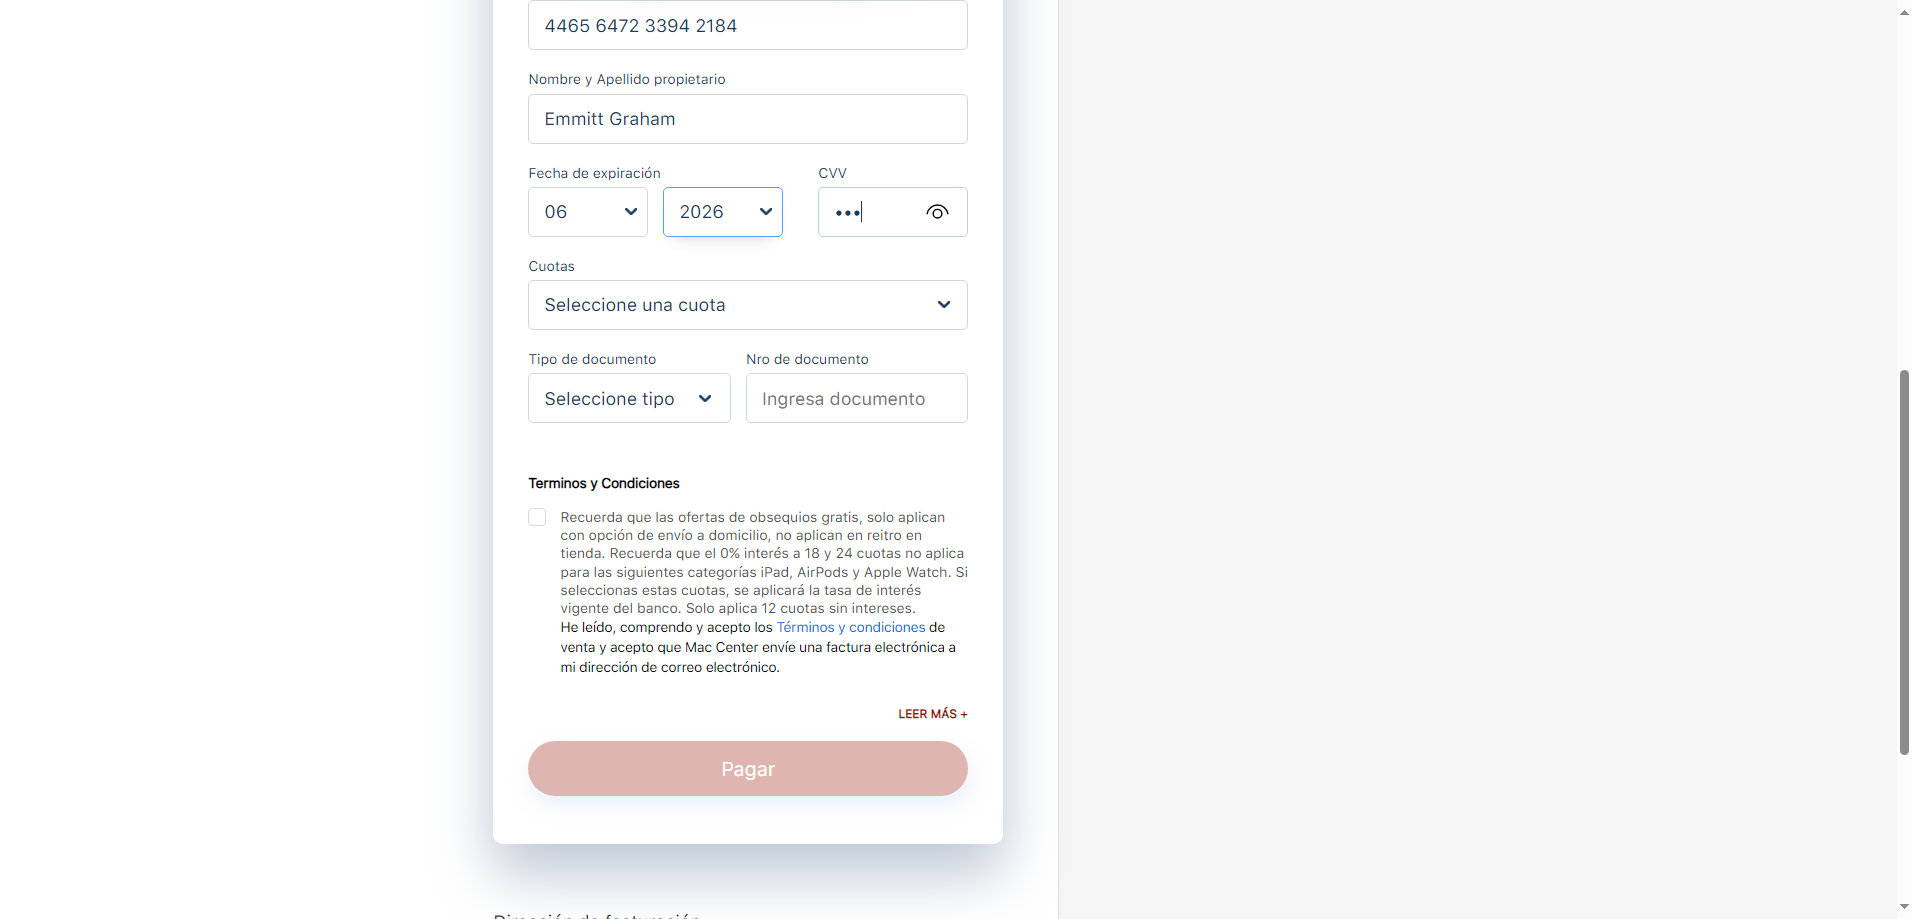 4465 6472 3394 2184
Nombre y Apellido propietario
Emmitt Graham
Fecha de expiración
CVV
06
2026
•••
Cuotas
Seleccione una cuota
Tipo de documento
Nro de documento
Seleccione tipo
Ingresa documento
Terminos y Condiciones
Recuerda que las ofertas de obsequios gratis, solo aplican
con opción de envío a domicilio, no aplican en reitro en
tienda. Recuerda que el 0% interés a 18 y 24 cuotas no aplica
para las siguientes categorías iPad, AirPods y Apple Watch. Si
seleccionas estas cuotas, se aplicará la tasa de interés
vigente del banco. Solo aplica 12 cuotas sin intereses.
He leído, comprendo y acepto los Términos y condiciones de
venta y acepto que Mac Center envíe una factura electrónica a
mi dirección de correo electrónico.
LEER MÁS +
Pagar
Dirección de facturación